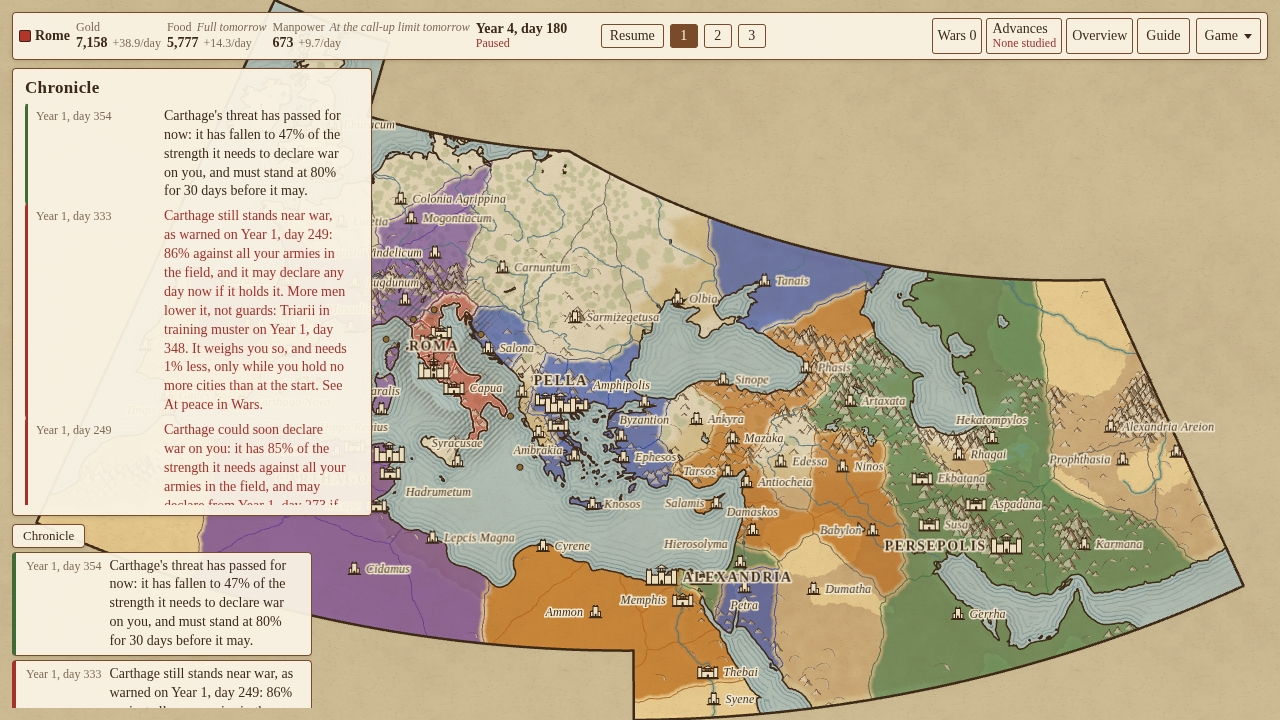 Rome
Gold
7,158 +38.9/day
Food Full tomorrow
5,777 +14.3/day
Manpower At the call-up limit tomorrow
673 +9.7/day
Year 4, day 180
Paused
Resume
1
2
3
Wars 0
Advances
None studied
Overview
Guide
Game
Chronicle
Year 1, day 354
Carthage's threat has passed for
now: it has fallen to 47% of the
strength it needs to declare war
on you, and must stand at 80%
for 30 days before it may.
Year 1, day 333
Carthage still stands near war,
as warned on Year 1, day 249:
86% against all your armies in
the field, and it may declare any
day now if it holds it. More men
lower it, not guards: Triarii in
training muster on Year 1, day
348. It weighs you so, and needs
1% less, only while you hold no
more cities than at the start. See
At peace in Wars.
Year 1, day 249
Carthage could soon declare
war on you: it has 85% of the
strength it needs against all your
armies in the field, and may
declare from Year 1, day 273 if
Chronicle
Year 1, day 354
Carthage's threat has passed for
now: it has fallen to 47% of the
strength it needs to declare war
on you, and must stand at 80%
for 30 days before it may.
Year 1, day 333
Carthage still stands near war, as
warned on Year 1, day 249: 86%
Colonia Agrippina
Mogontiacum
Vindelicum
Carnuntum
Sarmizegetusa
Olbia
Tanais
ROMA
Salona
Capua
PELLA
Amphipolis
Byzantion
Sinope
Phasis
Ankyra
Artaxata
Mazaka
Hekatompylos
Alexandria Areion
Syracusae
Ambrakia
Ephesos
Tarsos
Edessa
Ninos
Rhagai
Prophthasia
Hadrumetum
Knosos
Salamis
Antiocheia
Ekbatana
Damaskos
Aspadana
Lepcis Magna
Cyrene
Hierosolyma
Babylon
Susa
PERSEPOLIS
Karmana
Cidamus
ALEXANDRIA
Memphis
Ammon
Petra
Dumatha
Gerrha
Thebai
Syene